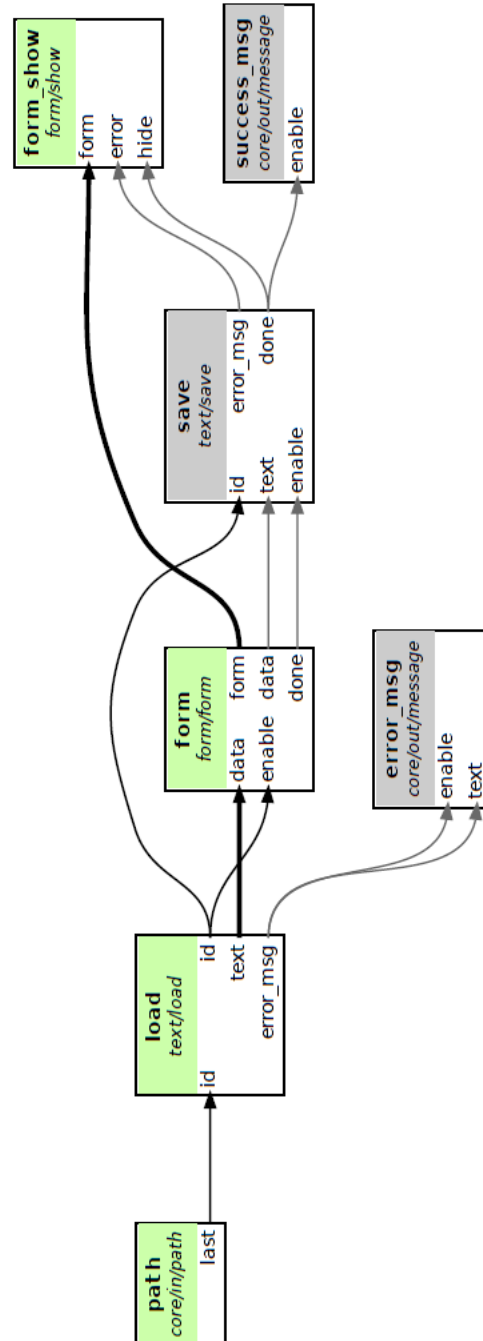 path
core/in/path
last
load
text/load
id
id
text
error_msg
form
form/form
data
form
enable
data
done
error_msg
core/out/message
enable
text
save
text/save
id
error_msg
text
done
enable
form_show
form/show
form
error
hide
success_msg
core/out/message
enable